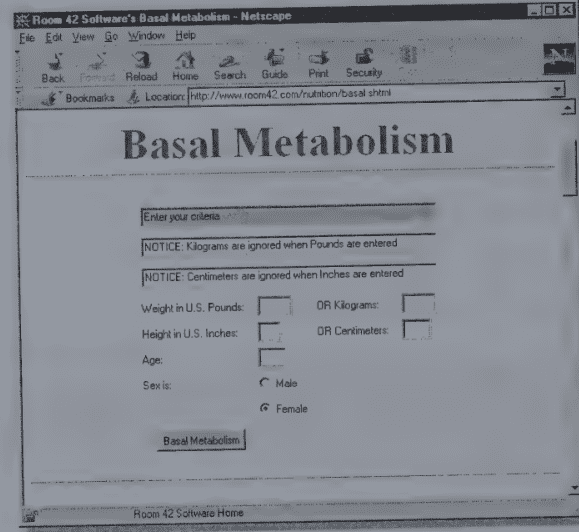 Room 42 Software's Basal Metabolism - Netscape
File Edit View Go Window Help
Back Forward Reload Home Search Guide Print Security
Bookmarks Location: http://www.room42.com/nutrition/basal.shtml
Basal Metabolism
Enter your criteria
NOTICE: Kilograms are ignored when Pounds are entered
NOTICE: Centimeters are ignored when Inches are entered
Weight in U.S. Pounds: OR Kilograms:
Height in U.S. Inches: OR Centimeters:
Age:
Sex is: Male
Female
Basal Metabolism
Room 42 Software Home